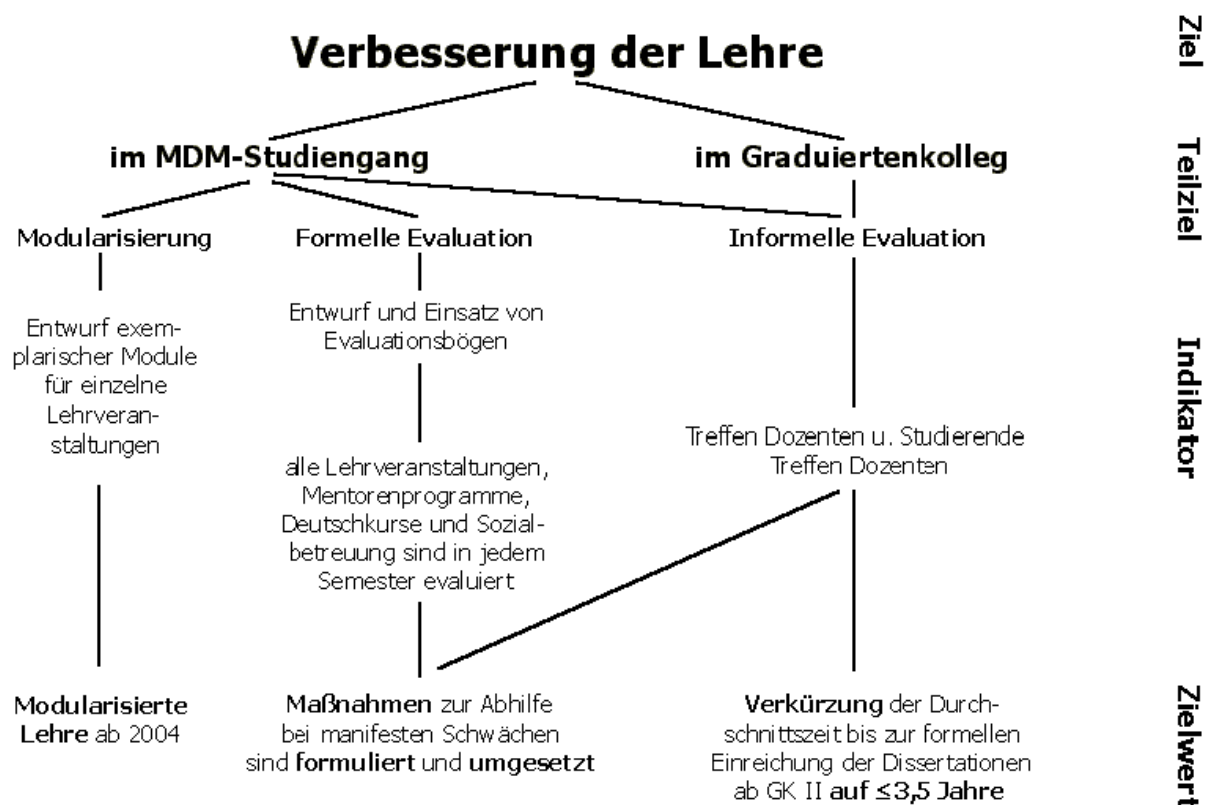 Verbesserung der Lehre
im MDM-Studiengang
im Graduiertenkolleg
Modularisierung
Formelle Evaluation
Informelle Evaluation
Entwurf exem-
plarischer Module
für einzelne
Lehrveran-
staltungen
Entwurf und Einsatz von
Evaluationsbögen
alle Lehrveranstaltungen,
Mentorenprogramme,
Deutschkurse und Sozial-
betreuung sind in jedem
Semester evaluiert
Treffen Dozenten u. Studierende
Treffen Dozenten
Modularisierte
Lehre ab 2004
Maßnahmen zur Abhilfe
bei manifesten Schwächen
sind formuliert und umgesetzt
Verkürzung der Durch-
schnittszeit bis zur formellen
Einreichung der Dissertationen
ab GK II auf ≤3,5 Jahre
Ziel
Teilziel
Indikator
Zielwert